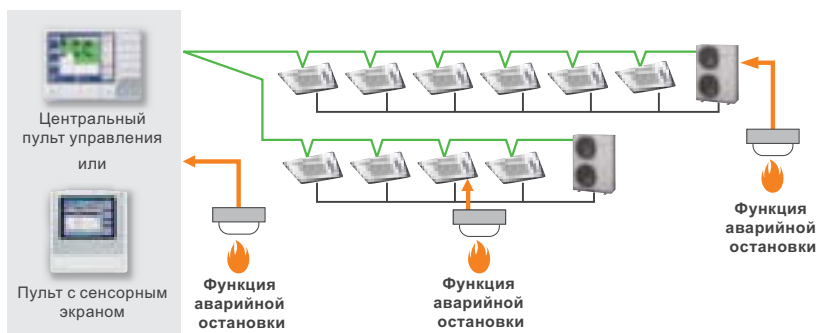 Центральный
пульт управления
или
Пульт с сенсорным
экраном
Функция
аварийной
остановки
Функция
аварийной
остановки
Функция
аварийной
остановки